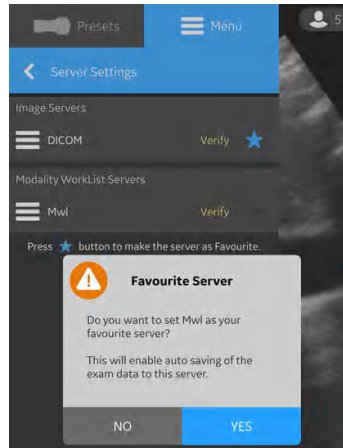 Presets
Menu
5
Server Settings
Image Servers
DICOM Verify
Modality WorkList Servers
Mwl Verify
Press button to make the server as Favourite.
Favourite Server
Do you want to set Mwl as your
favourite server?
This will enable auto saving of the
exam data to this server.
NO YES